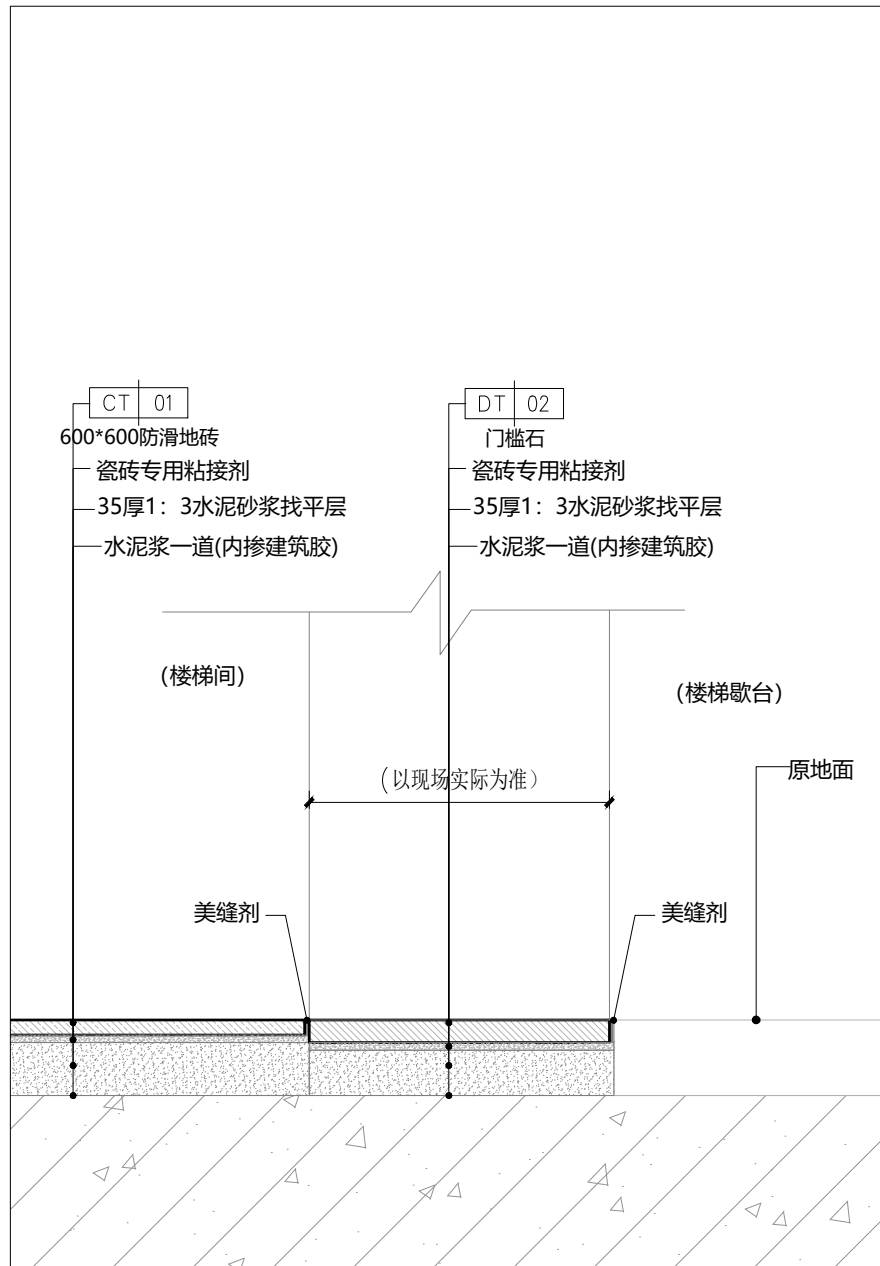 CT 01
600*600防滑地砖
瓷砖专用粘接剂
35厚1：3水泥砂浆找平层
水泥浆一道(内掺建筑胶)
DT 02
门槛石
瓷砖专用粘接剂
35厚1：3水泥砂浆找平层
水泥浆一道(内掺建筑胶)
(楼梯间)
(楼梯歇台)
(以现场实际为准)
原地面
美缝剂
美缝剂